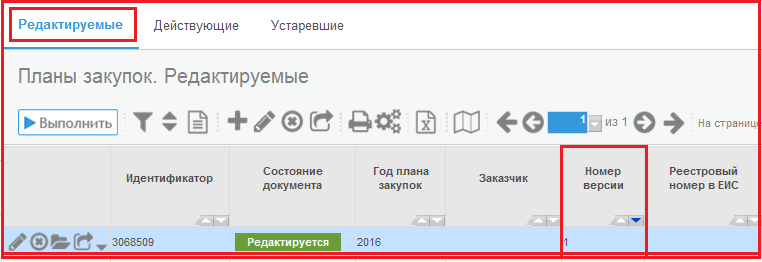 Редактируемые Действующие Устаревшие
Планы закупок. Редактируемые
Выполнить 1 из 1 На странице
Идентификатор Состояние документа Год плана закупок Заказчик Номер версии Реестровый номер в ЕИС
3068509 Редактируется 2016 1